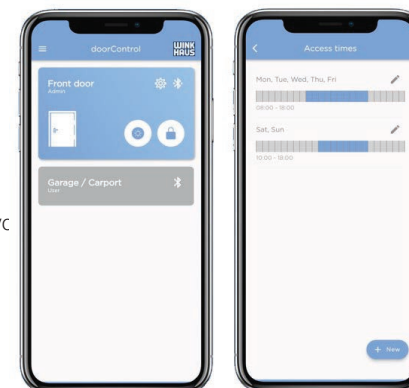 doorControl
WINK
HAUS
Front door
Admin
Garage / Carport
User
Access times
Mon, Tue, Wed, Thu, Fri
08:00 - 18:00
Sat, Sun
10:00 - 18:00
+ New